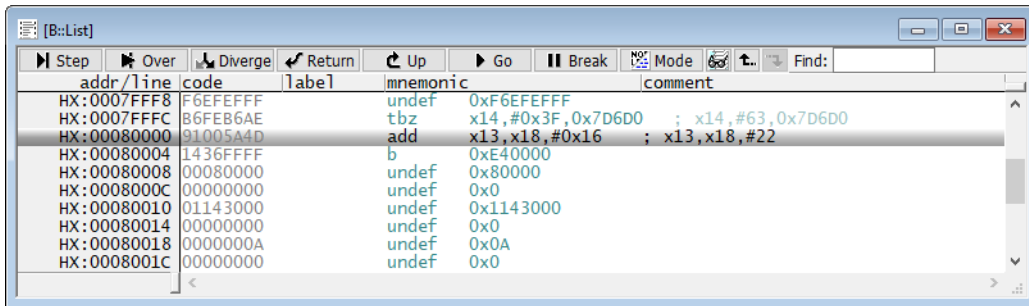 [B::List]
Step Over Diverge Return Up Go Break Mode Find:
addr/line code label mnemonic comment
HX:0007FFF8 F6EFEFFF undef 0xF6EFEFFF
HX:0007FFFC B6FEB6AE tbz x14,#0x3F,0x7D6D0 ; x14,#63,0x7D6D0
HX:00080000 91005A4D add x13,x18,#0x16 ; x13,x18,#22
HX:00080004 1436FFFF b 0xE40000
HX:00080008 00080000 undef 0x80000
HX:0008000C 00000000 undef 0x0
HX:00080010 01143000 undef 0x1143000
HX:00080014 00000000 undef 0x0
HX:00080018 0000000A undef 0x0A
HX:0008001C 00000000 undef 0x0